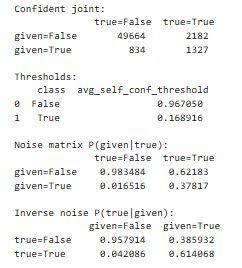 Confident joint:
true=False true=True
given=False 49664 2182
given=True 834 1327
Thresholds:
class avg_self_conf_threshold
0 False 0.967050
1 True 0.168916
Noise matrix P(given|true):
true=False true=True
given=False 0.983484 0.62183
given=True 0.016516 0.37817
Inverse noise P(true|given):
given=False given=True
true=False 0.957914 0.385932
true=True 0.042086 0.614068